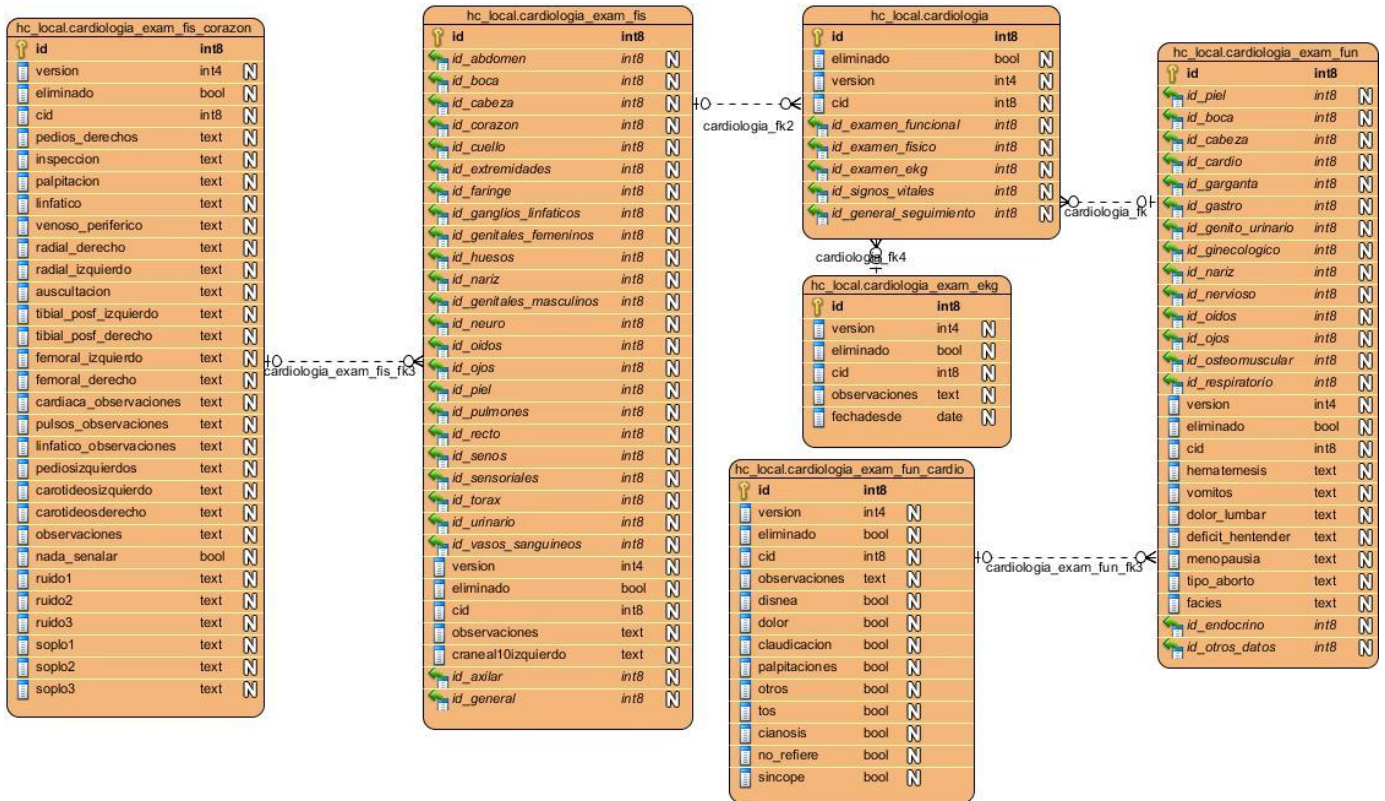 hc_local.cardiologia_exam_fis_corazon
id int8
version int4 N
eliminado bool N
cid int8 N
pedios_derechos text N
inspeccion text N
palpitacion text N
linfatico text N
venoso_periferico text N
radial_derecho text N
radial_izquierdo text N
auscultacion text N
tibial_posf_izquierdo text N
tibial_posf_derecho text N
femoral_izquierdo text N
femoral_derecho text N
cardiaca_observaciones text N
pulsos_observaciones text N
linfatico_observaciones text N
pediosizquierdos text N
carotideosizquierdo text N
carotideosderecho text N
observaciones text N
nada_senalar bool N
ruido1 text N
ruido2 text N
ruido3 text N
soplo1 text N
soplo2 text N
soplo3 text N
cardiologia_exam_fis_fk3
hc_local.cardiologia_exam_fis
id int8
id_abdomen int8 N
id_boca int8 N
id_cabeza int8 N
id_corazon int8 N
id_cuello int8 N
id_extremidades int8 N
id_faringe int8 N
id_ganglios_linfaticos int8 N
id_genitales_femeninos int8 N
id_huesos int8 N
id_nariz int8 N
id_genitales_masculinos int8 N
id_neuro int8 N
id_oidos int8 N
id_ojos int8 N
id_piel int8 N
id_pulmones int8 N
id_recto int8 N
id_senos int8 N
id_sensoriales int8 N
id_torax int8 N
id_urinario int8 N
id_vasos_sanguineos int8 N
version int4 N
eliminado bool N
cid int8 N
observaciones text N
craneal10izquierdo text N
id_axilar int8 N
id_general int8 N
cardiologia_fk2
hc_local.cardiologia
id int8
eliminado bool N
version int4 N
cid int8 N
id_examen_funcional int8 N
id_examen_fisico int8 N
id_examen_ekg int8 N
id_signos_vitales int8 N
id_general_seguimiento int8 N
cardiologia_fk
cardiologia_fk4
hc_local.cardiologia_exam_ekg
id int8
version int4 N
eliminado bool N
cid int8 N
observaciones text N
fechadesde date N
hc_local.cardiologia_exam_fun_cardio
id int8
version int4 N
eliminado bool N
cid int8 N
observaciones text N
disnea bool N
dolor bool N
claudicacion bool N
palpitaciones bool N
otros bool N
tos bool N
cianosis bool N
no_refiere bool N
sincope bool N
cardiologia_exam_fun_fk3
hc_local.cardiologia_exam_fun
id int8
id_piel int8 N
id_boca int8 N
id_cabeza int8 N
id_cardio int8 N
id_garganta int8 N
id_gastro int8 N
id_genito_urinario int8 N
id_ginecologico int8 N
id_nariz int8 N
id_nervioso int8 N
id_oidos int8 N
id_ojos int8 N
id_osteomuscular int8 N
id_respiratorio int8 N
version int4 N
eliminado bool N
cid int8 N
hematemesis text N
vomitos text N
dolor_lumbar text N
deficit_hentender text N
menopausia text N
tipo_aborto text N
facies text N
id_endocrino int8 N
id_otros_datos int8 N